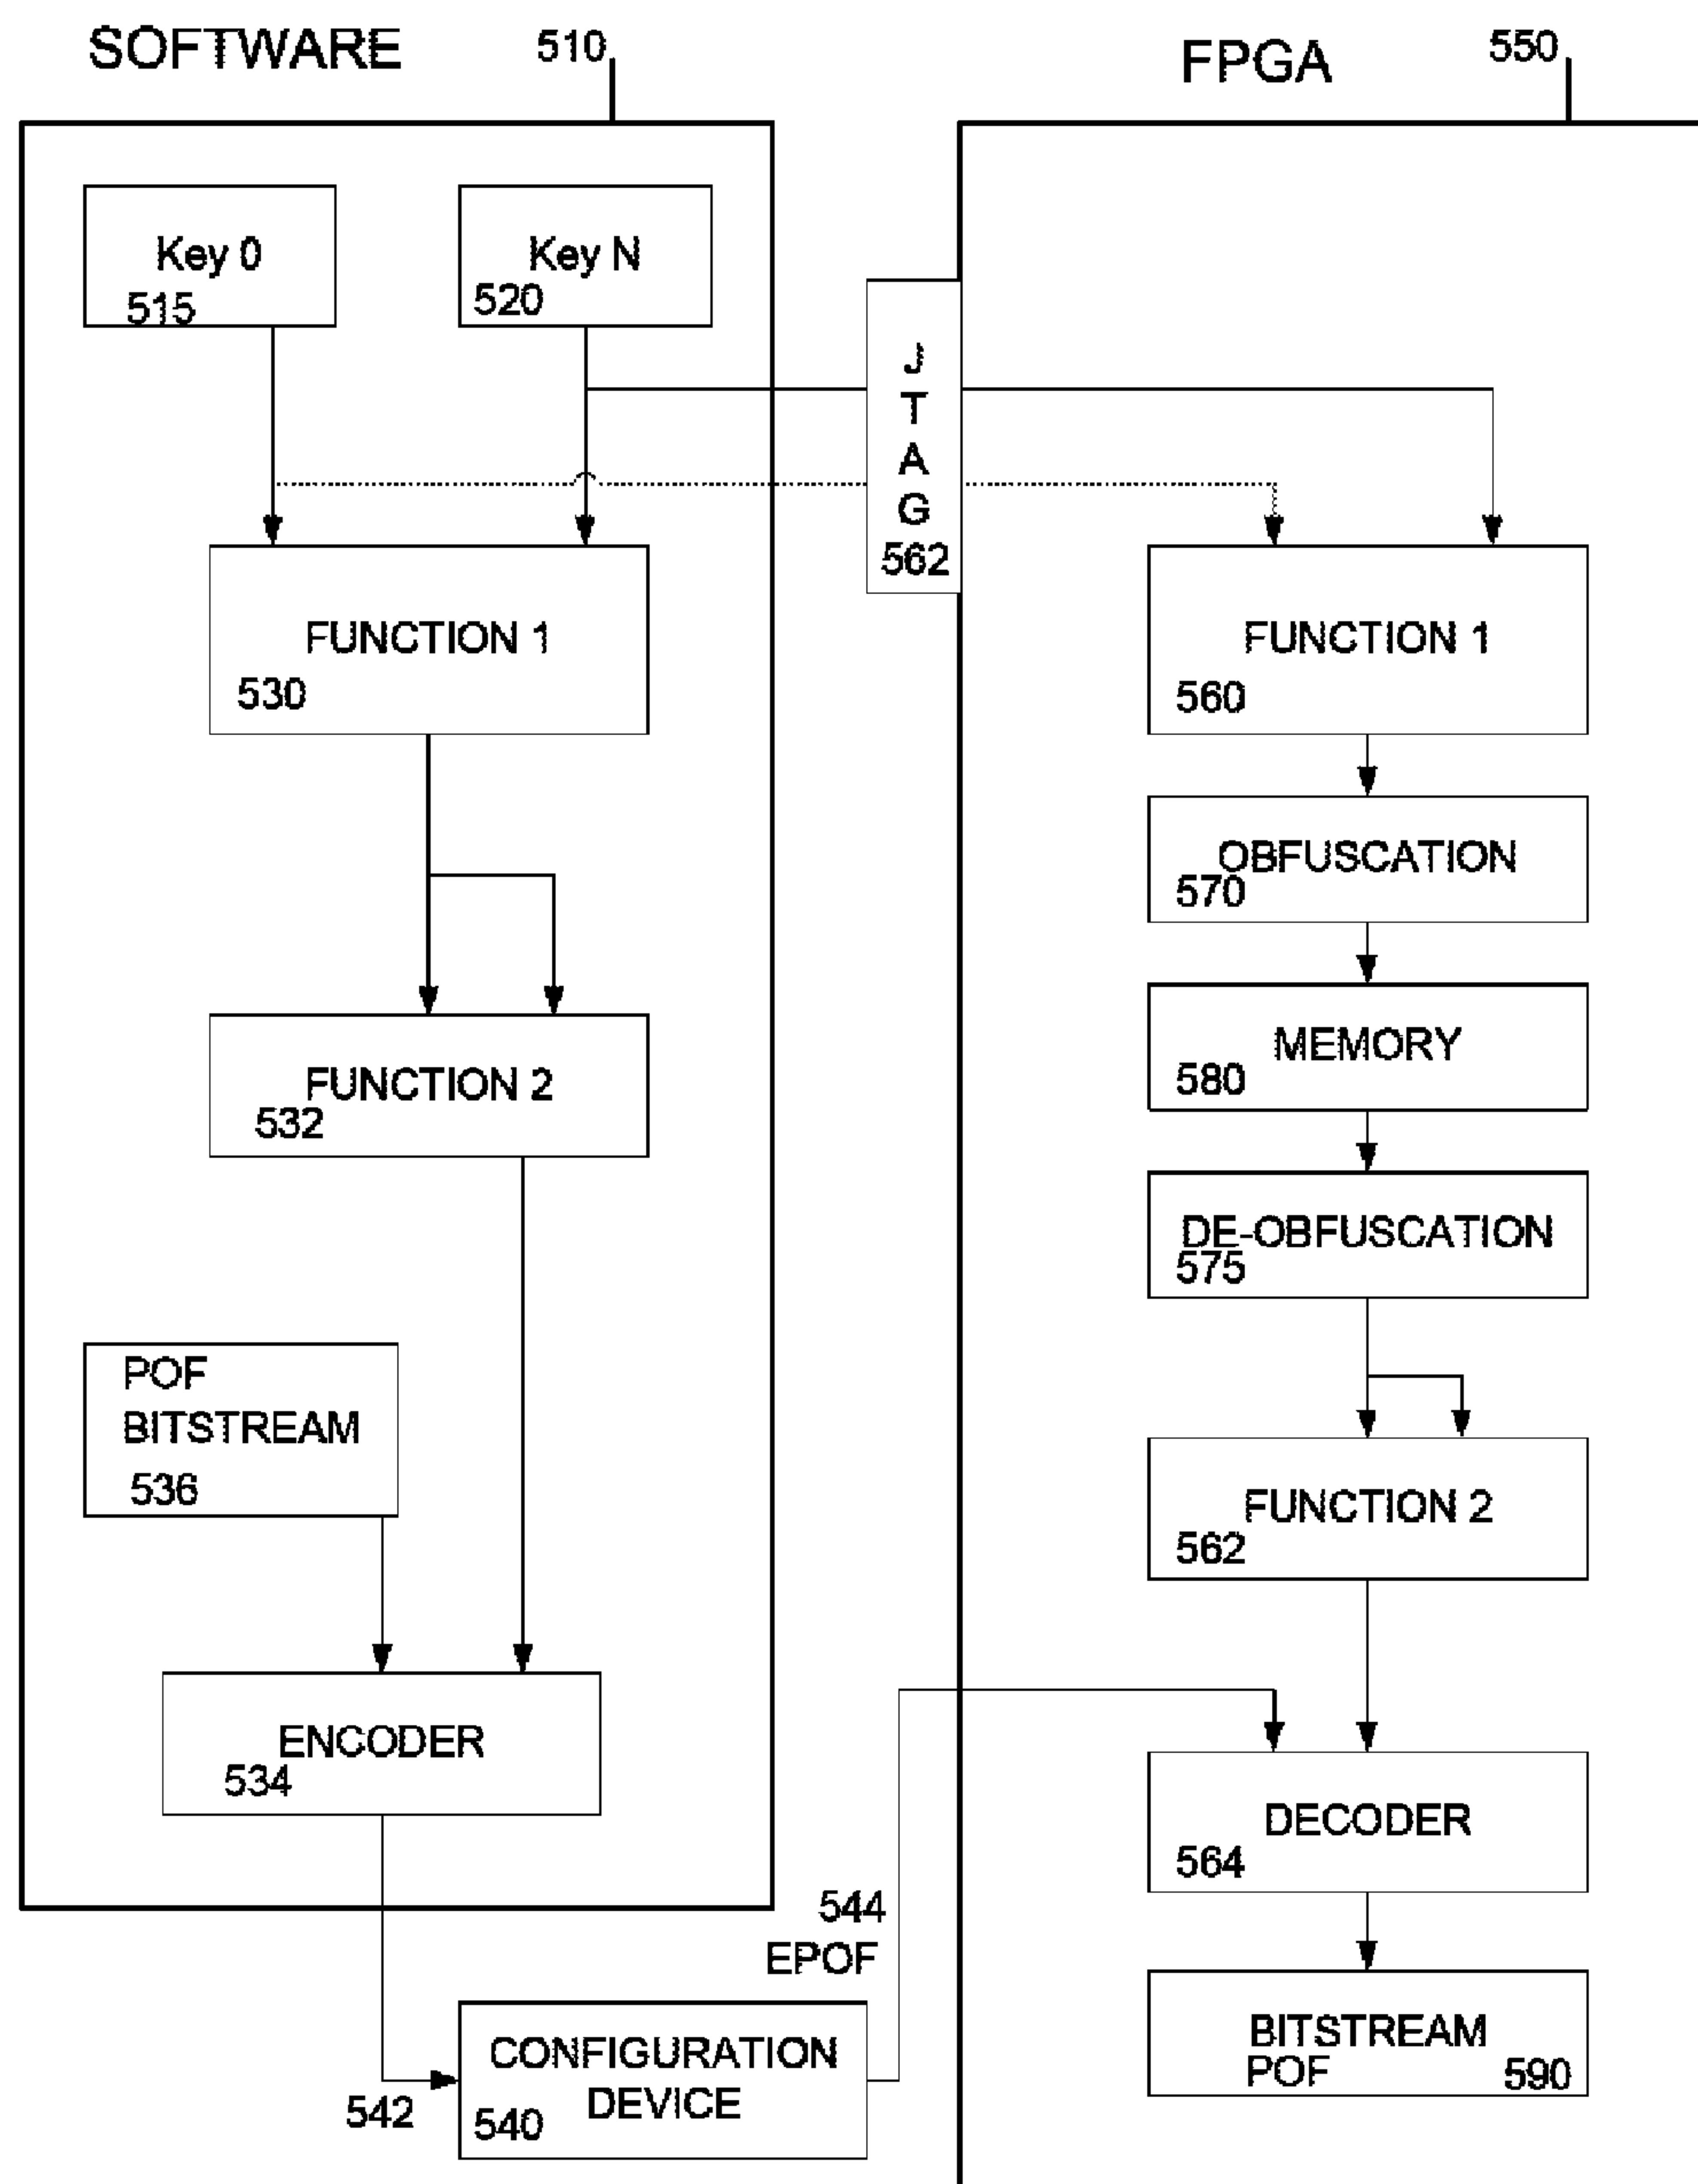 SOFTWARE
510
FPGA
550
Key 0
515
Key N
520
J
T
A
G
562
FUNCTION 1
530
FUNCTION 1
560
OBFUSCATION
570
MEMORY
580
FUNCTION 2
532
DE-OBFUSCATION
575
POF
BITSTREAM
536
FUNCTION 2
562
ENCODER
534
DECODER
564
544
EPOF
CONFIGURATION
DEVICE
540
542
BITSTREAM
POF
590